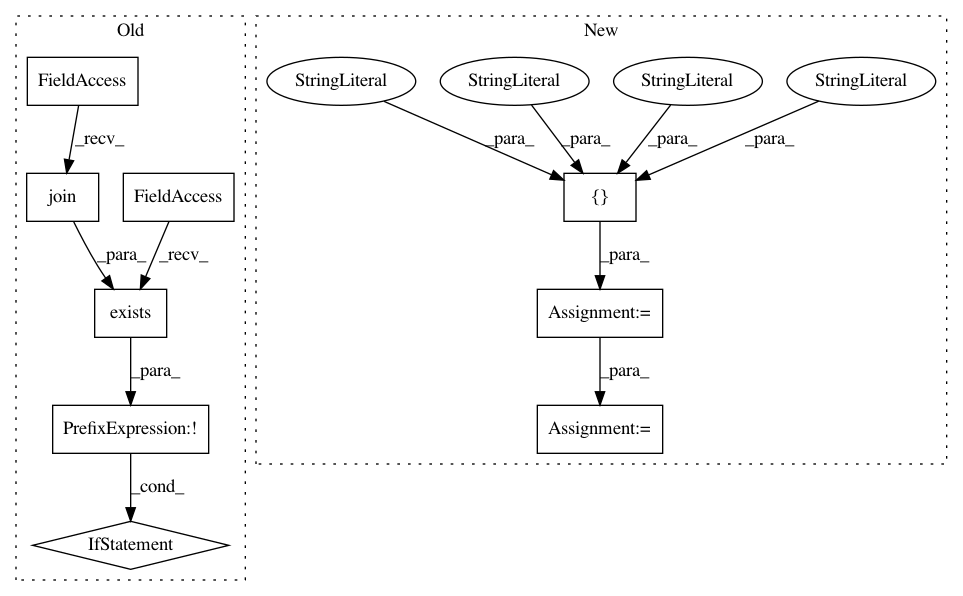 Old
New
FieldAccess
StringLiteral
StringLiteral
StringLiteral
StringLiteral
_recv_
_para_
_para_
_para_
_para_
join
FieldAccess
{}
_para_
_recv_
_para_
exists
Assignment:=
_para_
_para_
PrefixExpression:!
Assignment:=
_cond_
IfStatement